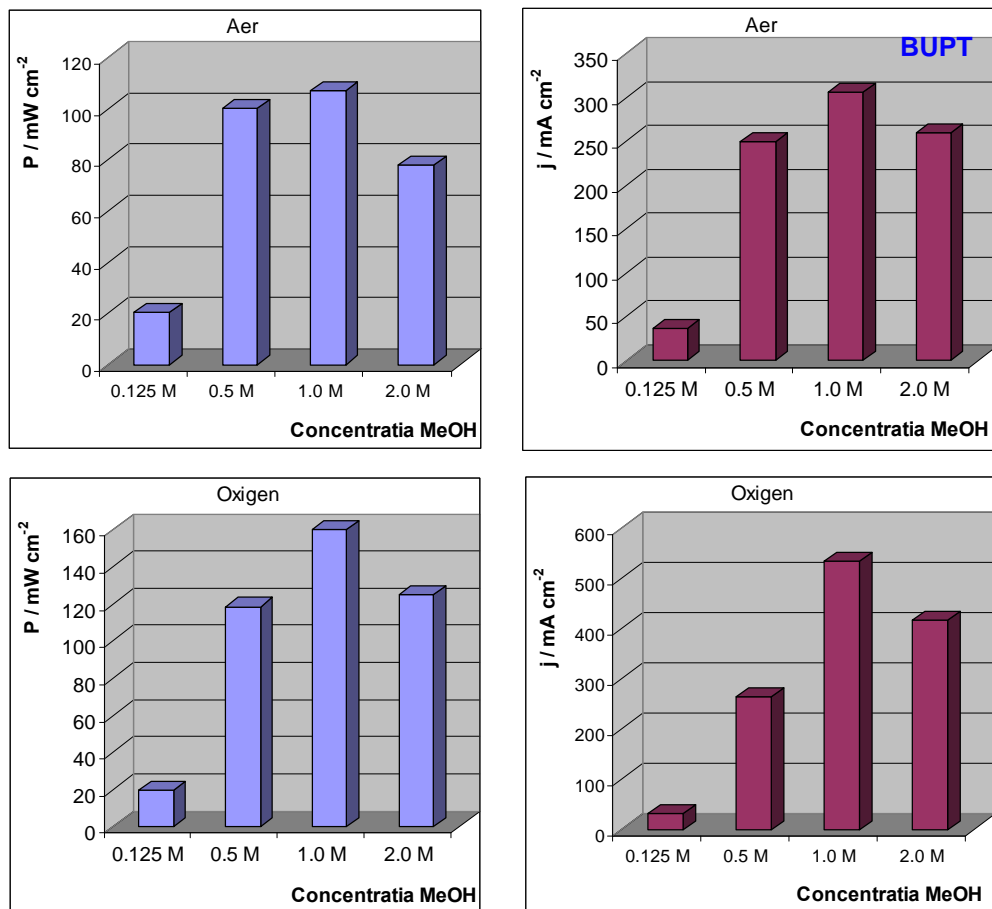 Aer
P / mW cm-2
120
100
80
60
40
20
0
0.125 M 0.5 M 1.0 M 2.0 M
Concentratia MeOH
Aer
BUPT
j / mA cm-2
350
300
250
200
150
100
50
0
0.125 M 0.5 M 1.0 M 2.0 M
Concentratia MeOH
Oxigen
P / mW cm-2
160
140
120
100
80
60
40
20
0
0.125 M 0.5 M 1.0 M 2.0 M
Concentratia MeOH
Oxigen
j / mA cm-2
600
500
400
300
200
100
0
0.125 M 0.5 M 1.0 M 2.0 M
Concentratia MeOH